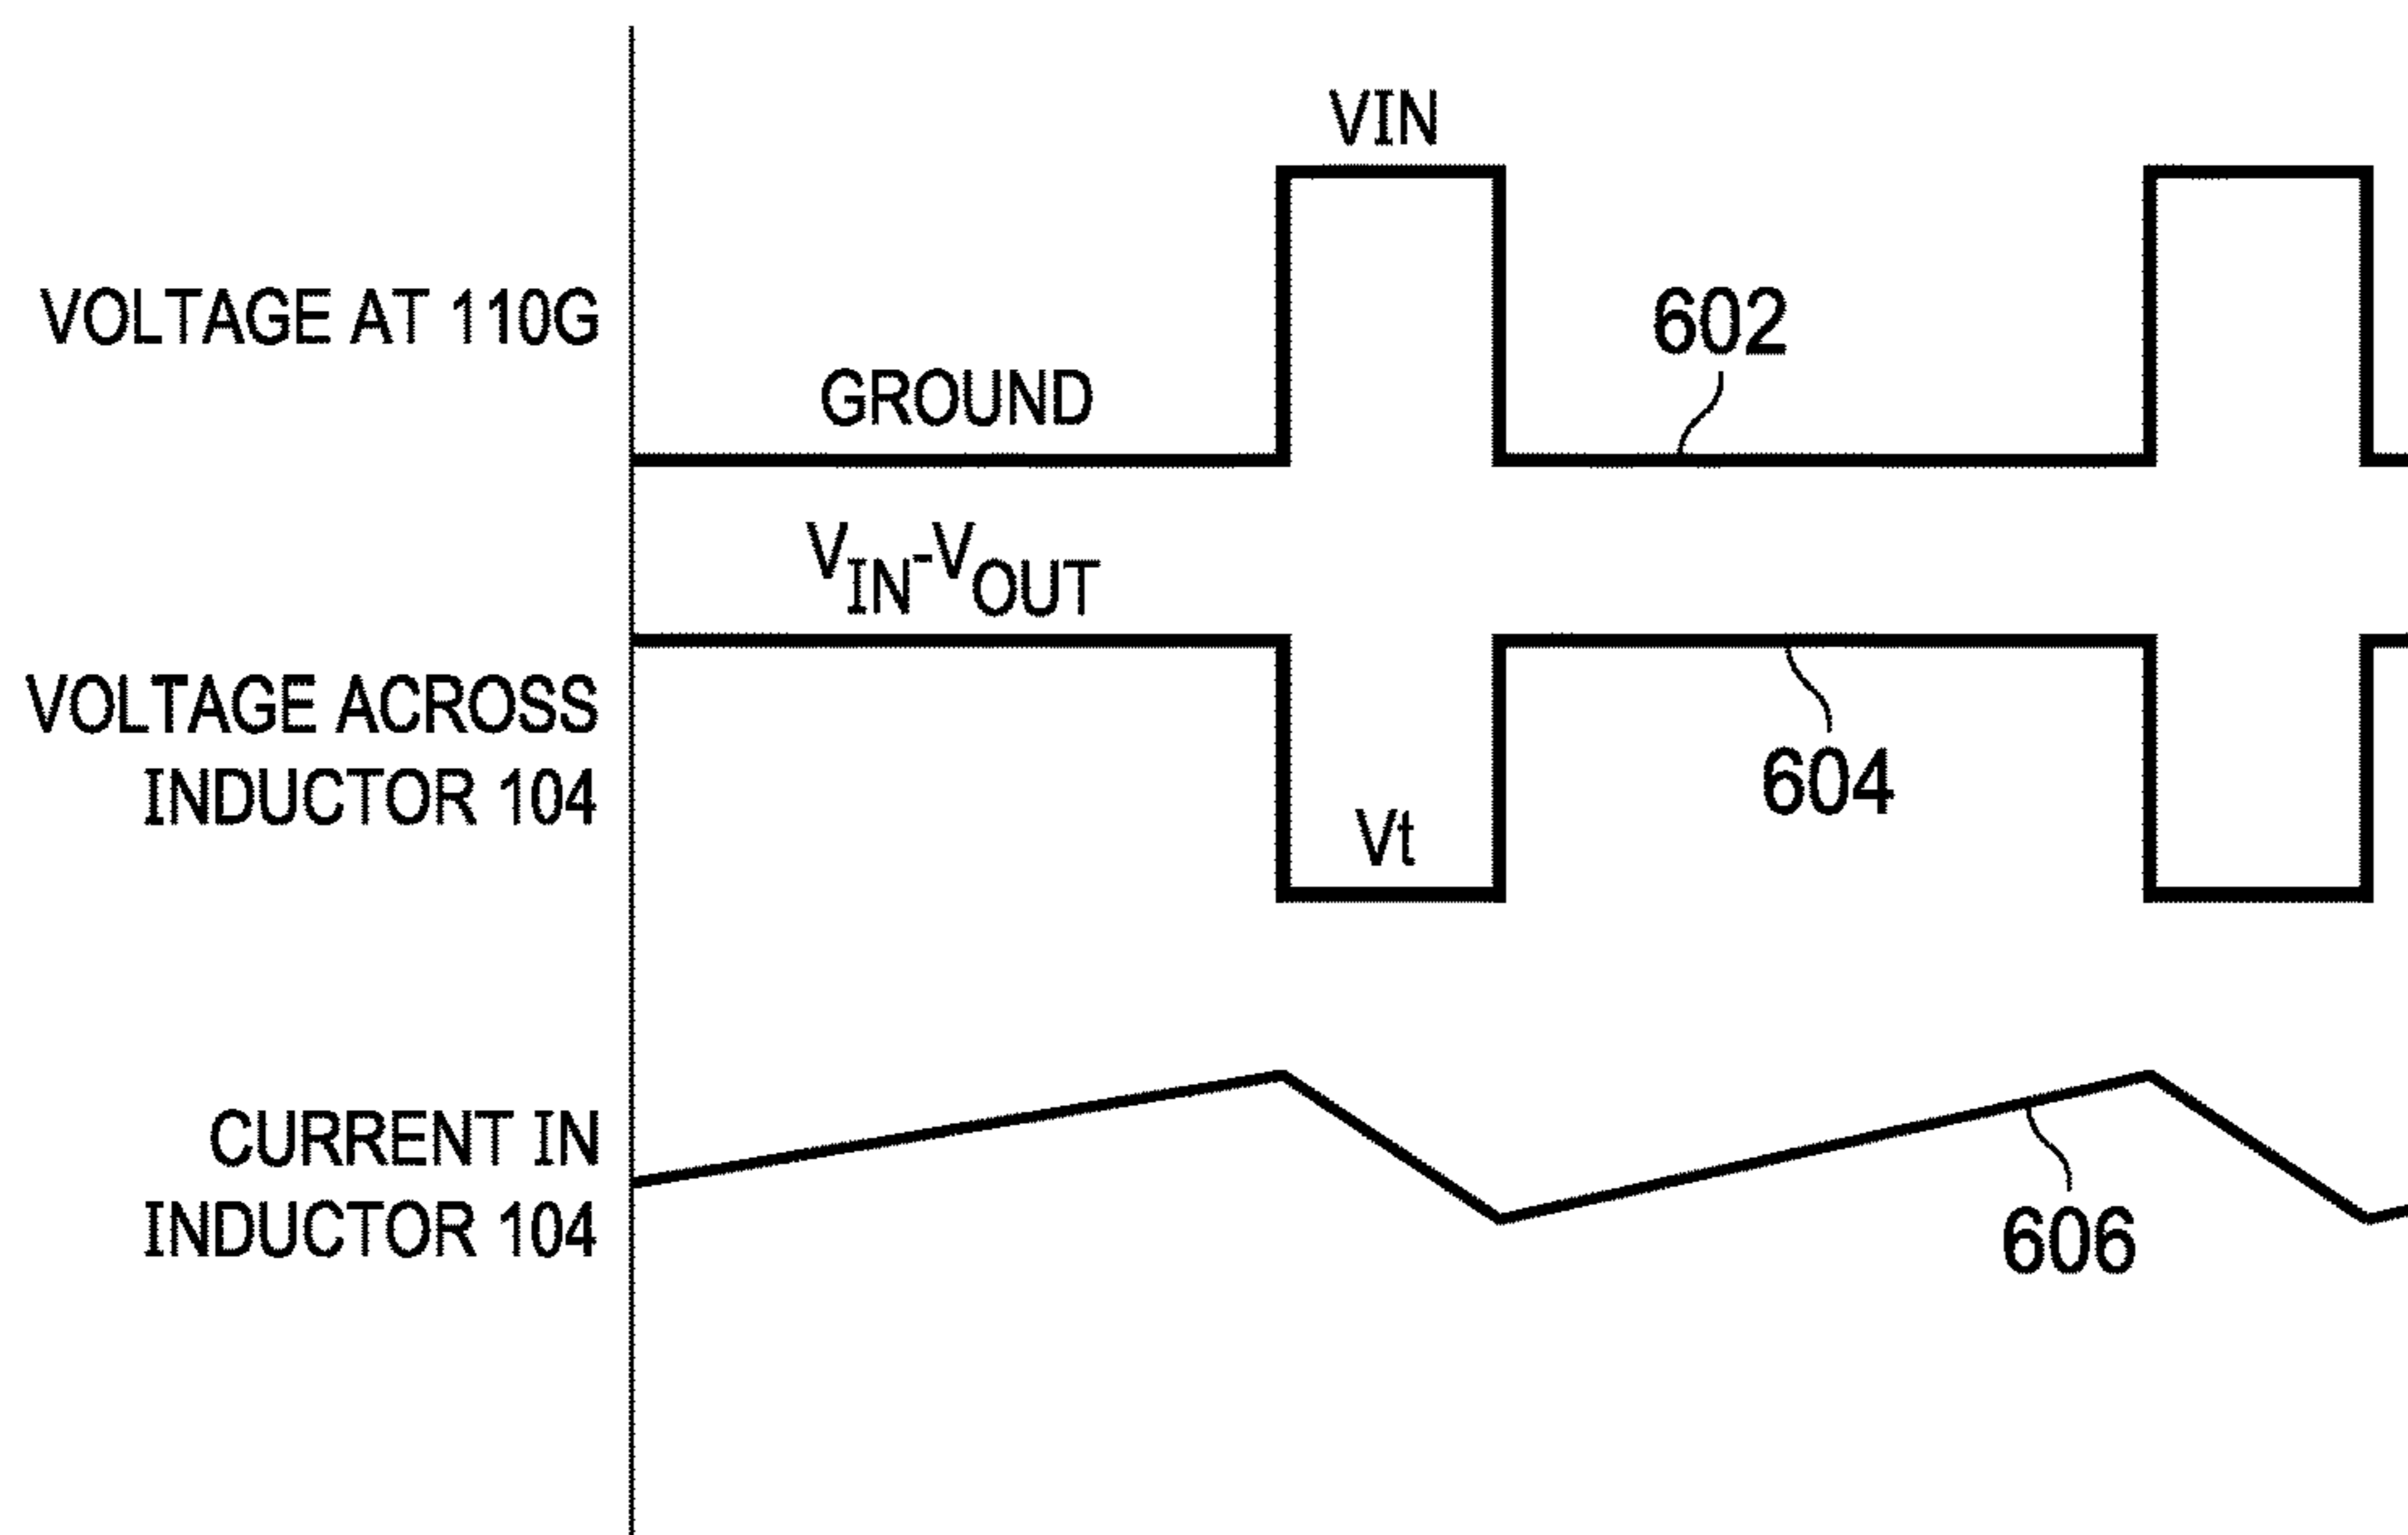 VIN
VOLTAGE AT 110G
602
GROUND
VIN-VOUT
VOLTAGE ACROSS
INDUCTOR 104
604
Vt
CURRENT IN
INDUCTOR 104
606